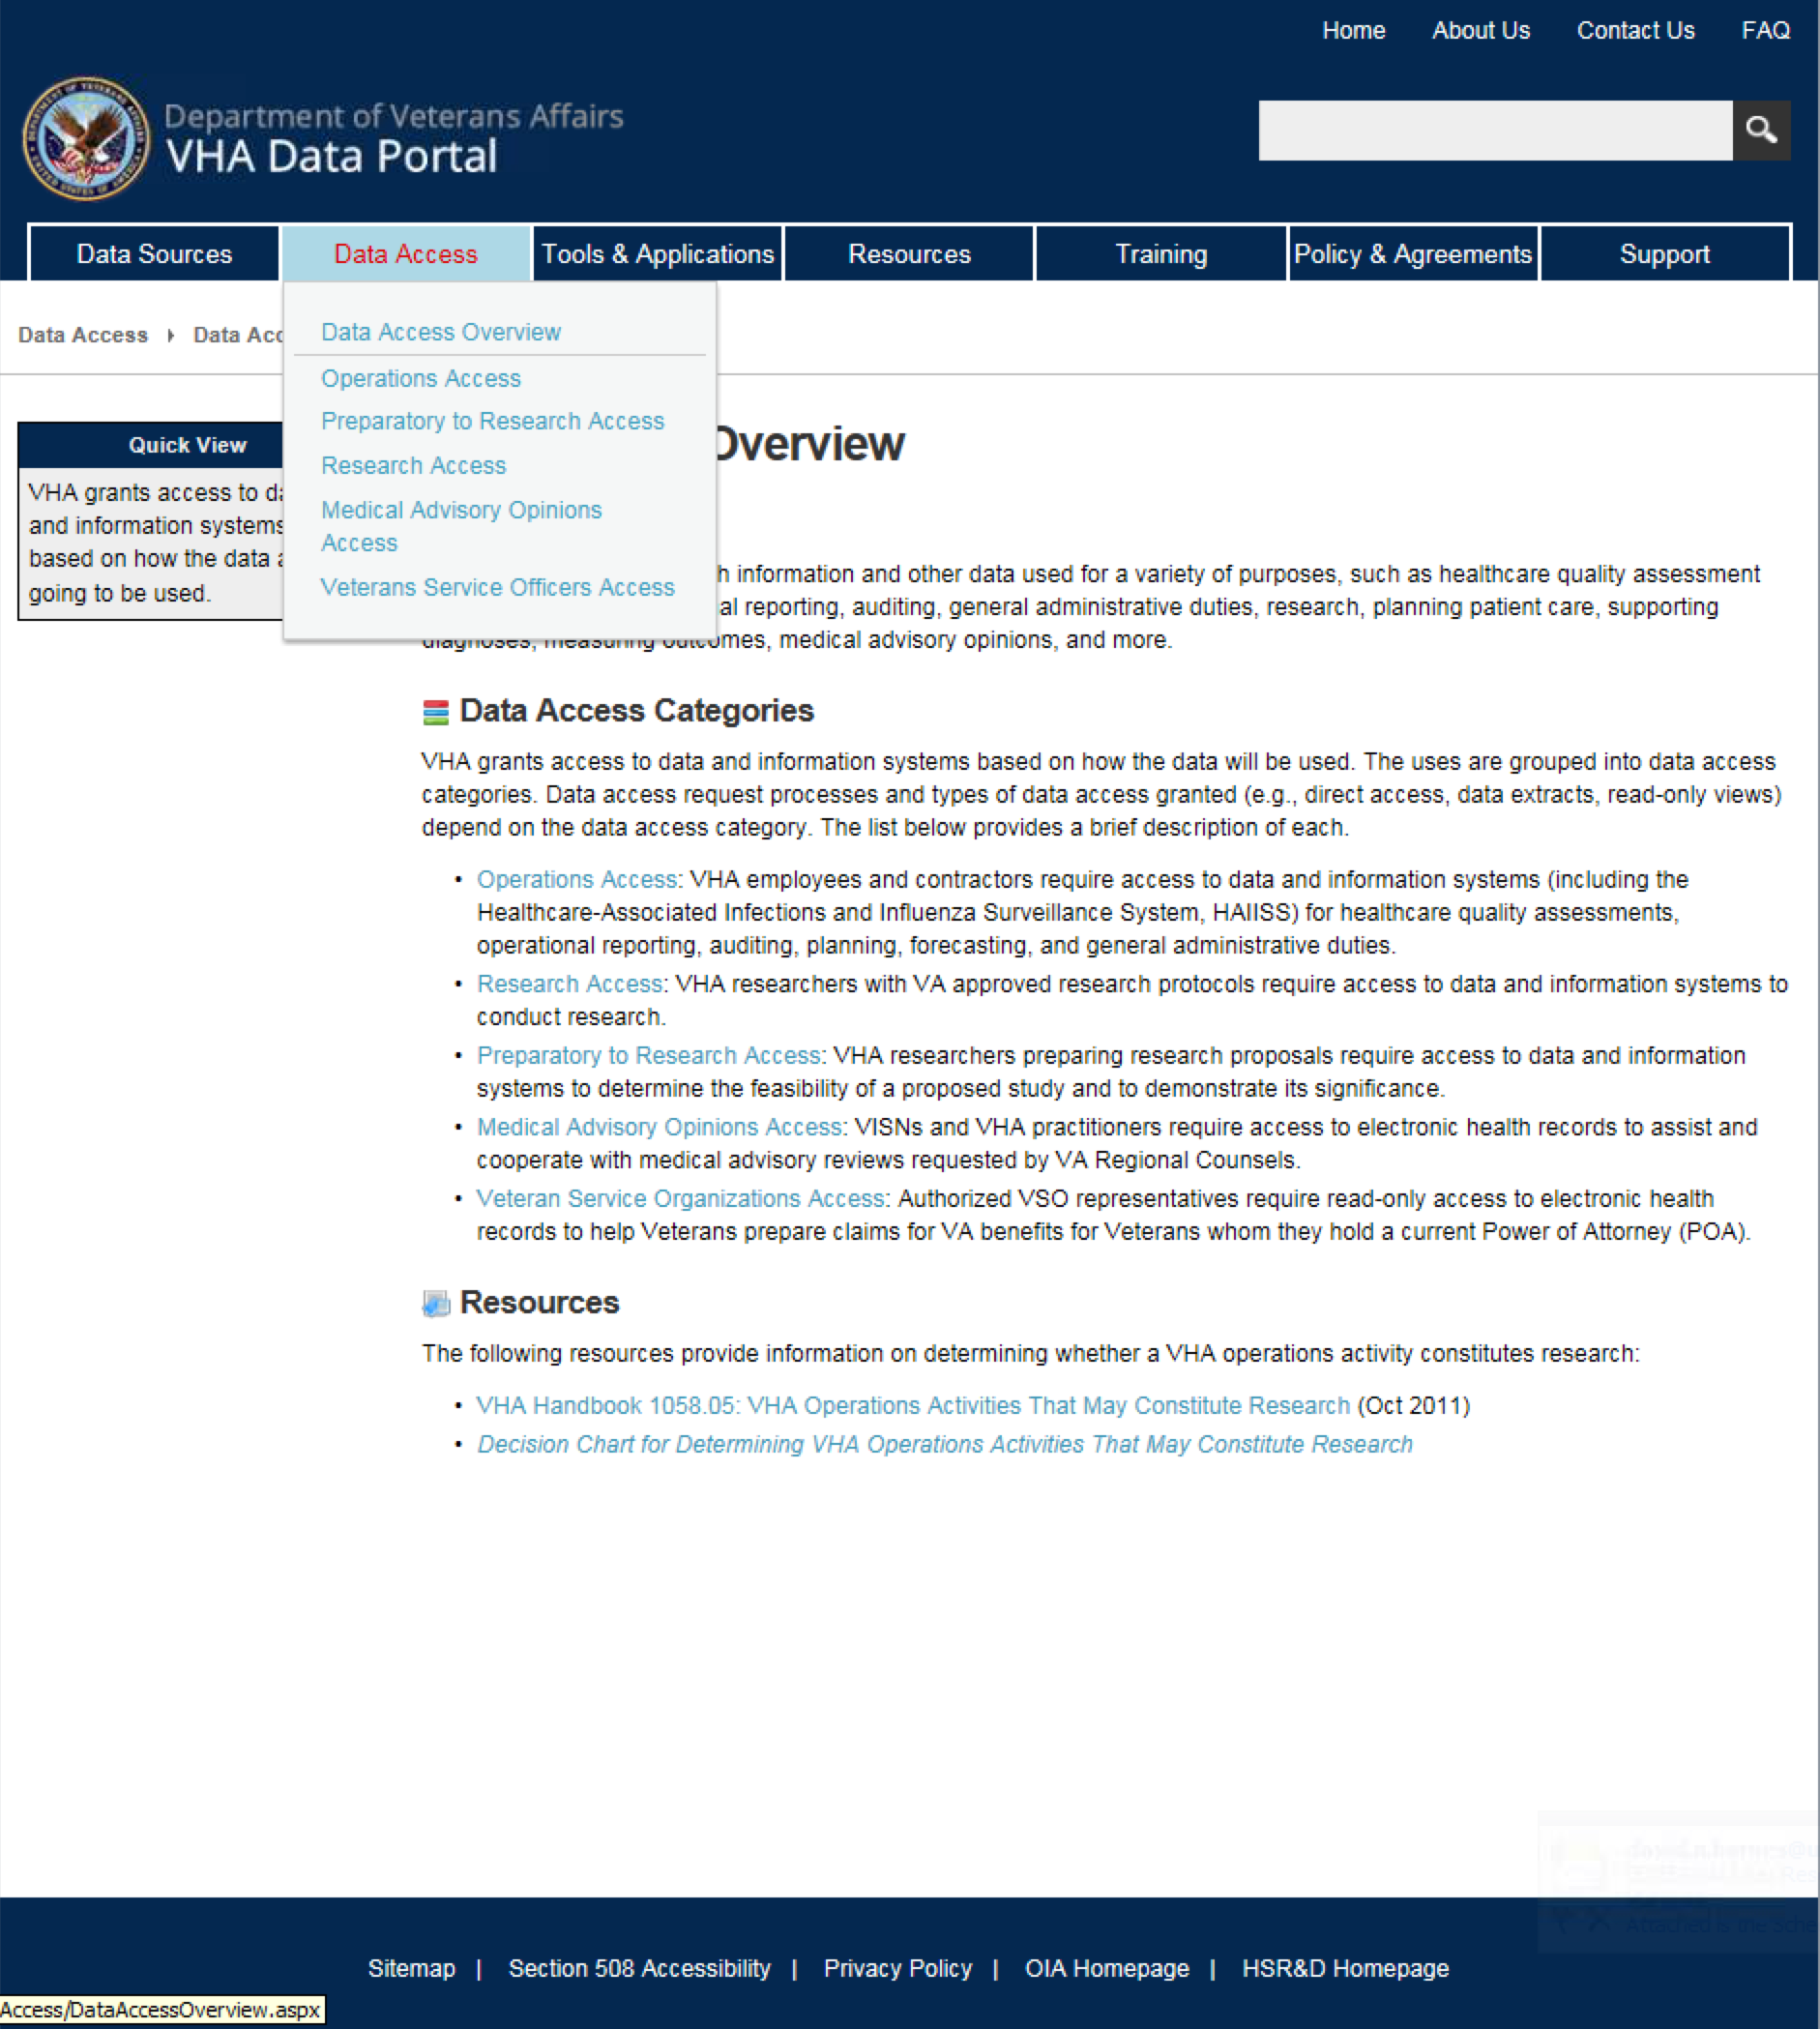 Home About Us Contact Us FAQ
Department of Veterans Affairs
VHA Data Portal
Data Sources Data Access Tools & Applications Resources Training Policy & Agreements Support
Data Access Data Acc
Data Access Overview
Operations Access
Preparatory to Research Access
Research Access
Medical Advisory Opinions
Access
Veterans Service Officers Access
Quick View
VHA grants access to da
and information systems
based on how the data a
going to be used.
Overview
h information and other data used for a variety of purposes, such as healthcare quality assessment
al reporting, auditing, general administrative duties, research, planning patient care, supporting
diagnoses, measuring outcomes, medical advisory opinions, and more.
Data Access Categories
VHA grants access to data and information systems based on how the data will be used. The uses are grouped into data access
categories. Data access request processes and types of data access granted (e.g., direct access, data extracts, read-only views)
depend on the data access category. The list below provides a brief description of each.
• Operations Access: VHA employees and contractors require access to data and information systems (including the
Healthcare-Associated Infections and Influenza Surveillance System, HAIISS) for healthcare quality assessments,
operational reporting, auditing, planning, forecasting, and general administrative duties.
• Research Access: VHA researchers with VA approved research protocols require access to data and information systems to
conduct research.
• Preparatory to Research Access: VHA researchers preparing research proposals require access to data and information
systems to determine the feasibility of a proposed study and to demonstrate its significance.
• Medical Advisory Opinions Access: VISNs and VHA practitioners require access to electronic health records to assist and
cooperate with medical advisory reviews requested by VA Regional Counsels.
• Veteran Service Organizations Access: Authorized VSO representatives require read-only access to electronic health
records to help Veterans prepare claims for VA benefits for Veterans whom they hold a current Power of Attorney (POA).
Resources
The following resources provide information on determining whether a VHA operations activity constitutes research:
• VHA Handbook 1058.05: VHA Operations Activities That May Constitute Research (Oct 2011)
• Decision Chart for Determining VHA Operations Activities That May Constitute Research
Sitemap | Section 508 Accessibility | Privacy Policy | OIA Homepage | HSR&D Homepage
Access/DataAccessOverview.aspx